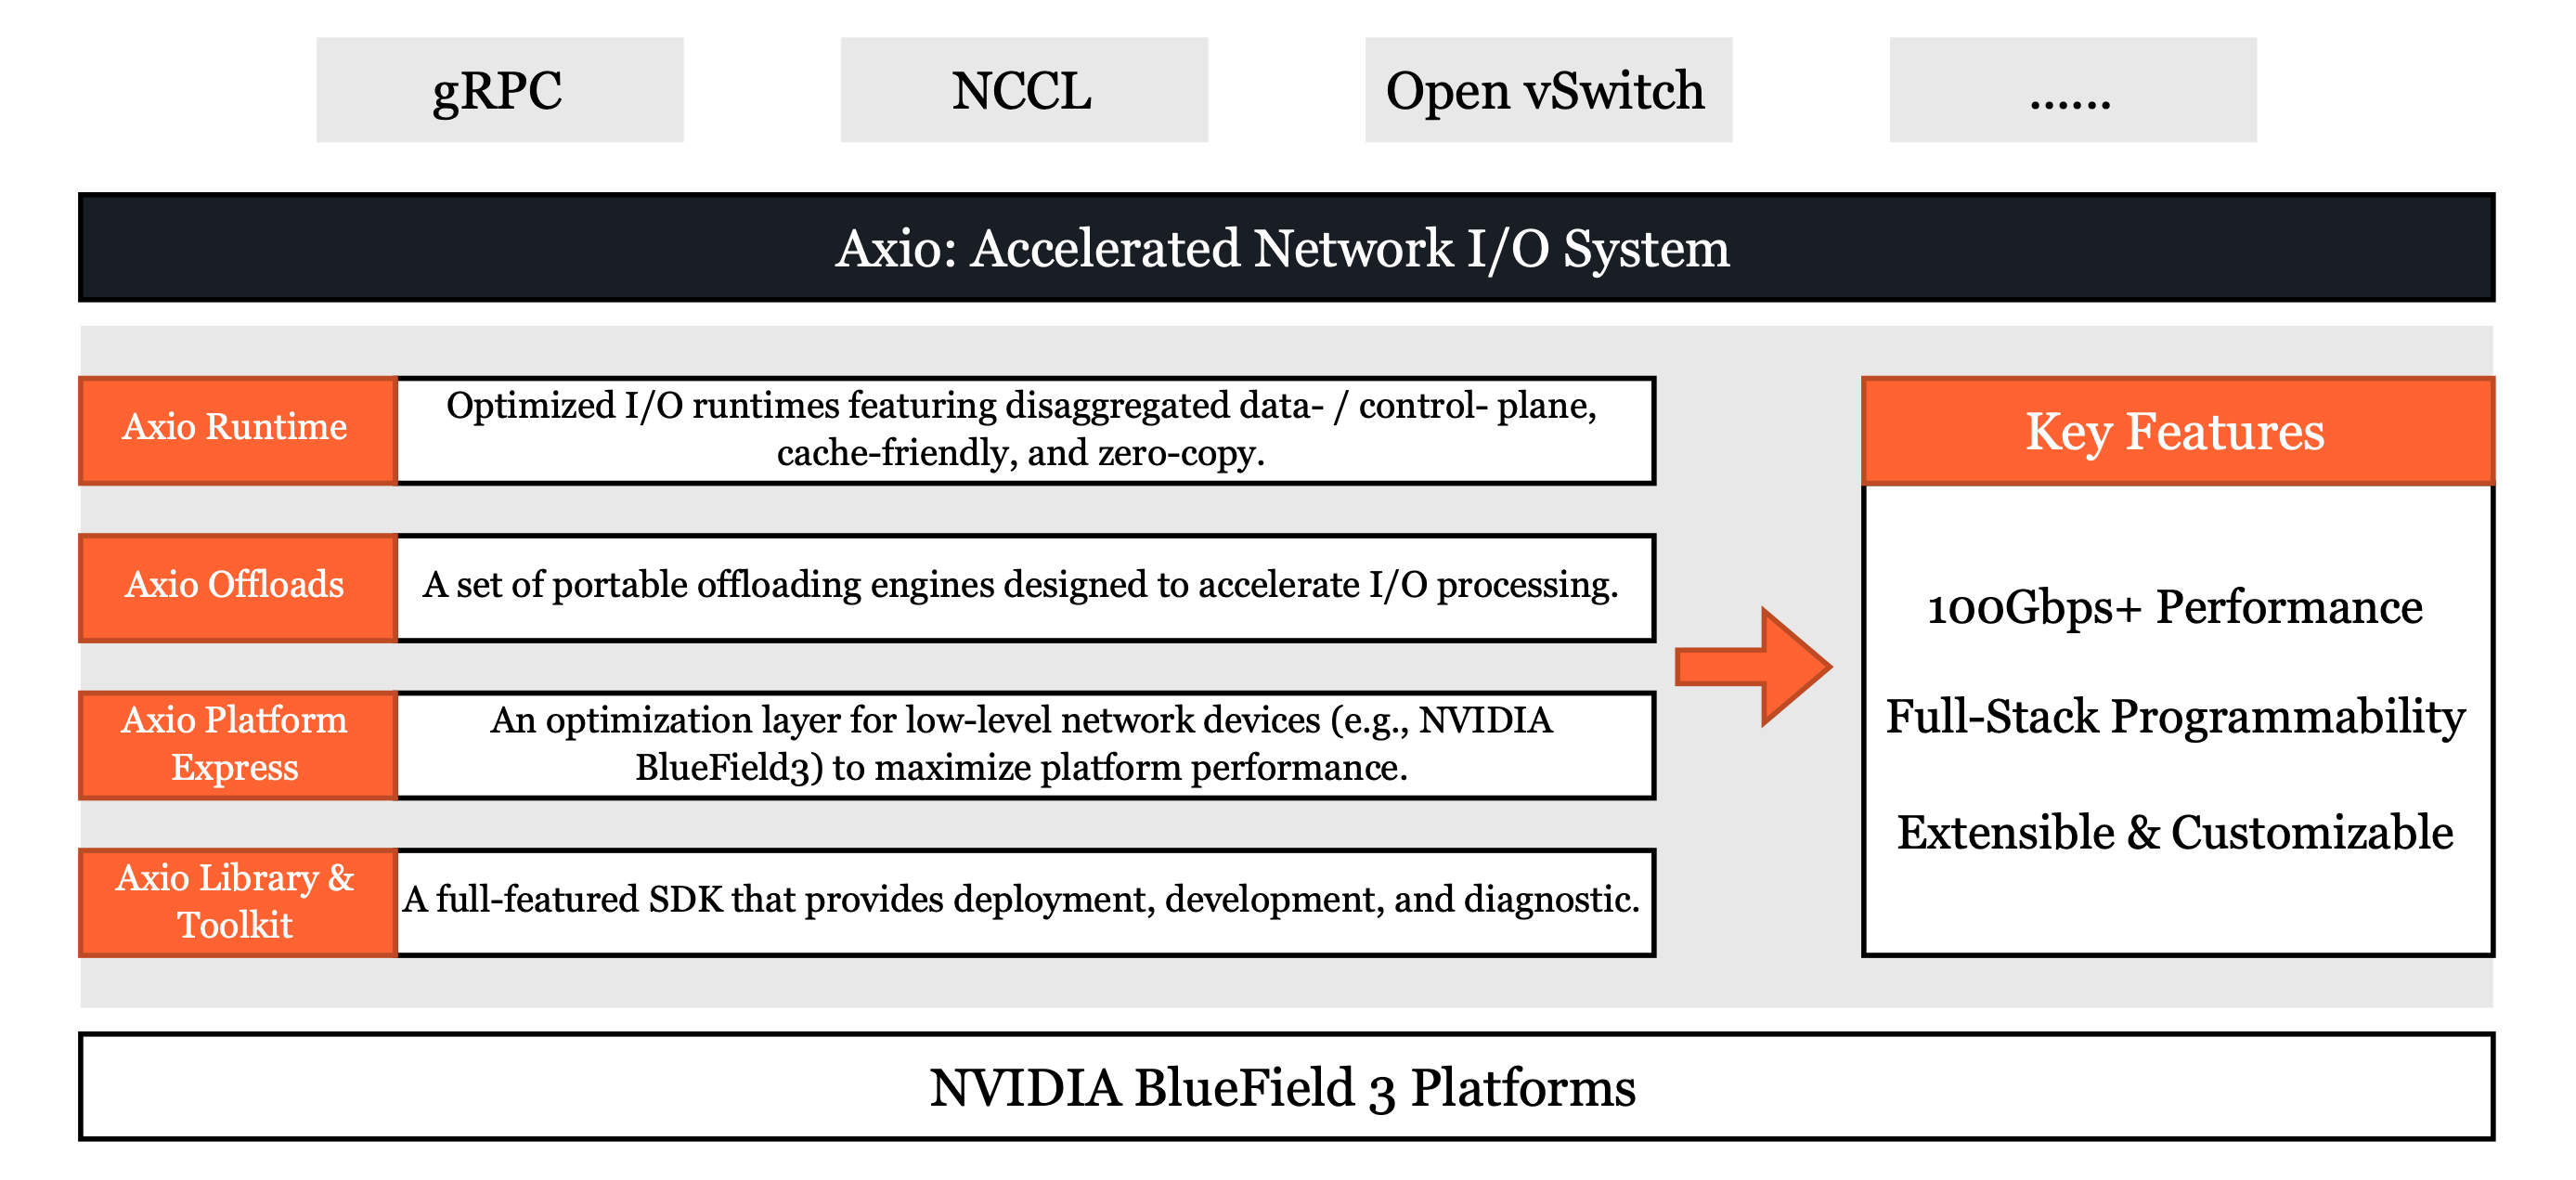 gRPC
NCCL
Open vSwitch
......
Axio: Accelerated Network I/O System
Axio Runtime
Optimized I/O runtimes featuring disaggregated data- / control- plane,
cache-friendly, and zero-copy.
Axio Offloads
A set of portable offloading engines designed to accelerate I/O processing.
Axio Platform
Express
An optimization layer for low-level network devices (e.g., NVIDIA
BlueField3) to maximize platform performance.
Axio Library &
Toolkit
A full-featured SDK that provides deployment, development, and diagnostic.
Key Features
100Gbps+ Performance
Full-Stack Programmability
Extensible & Customizable
NVIDIA BlueField 3 Platforms